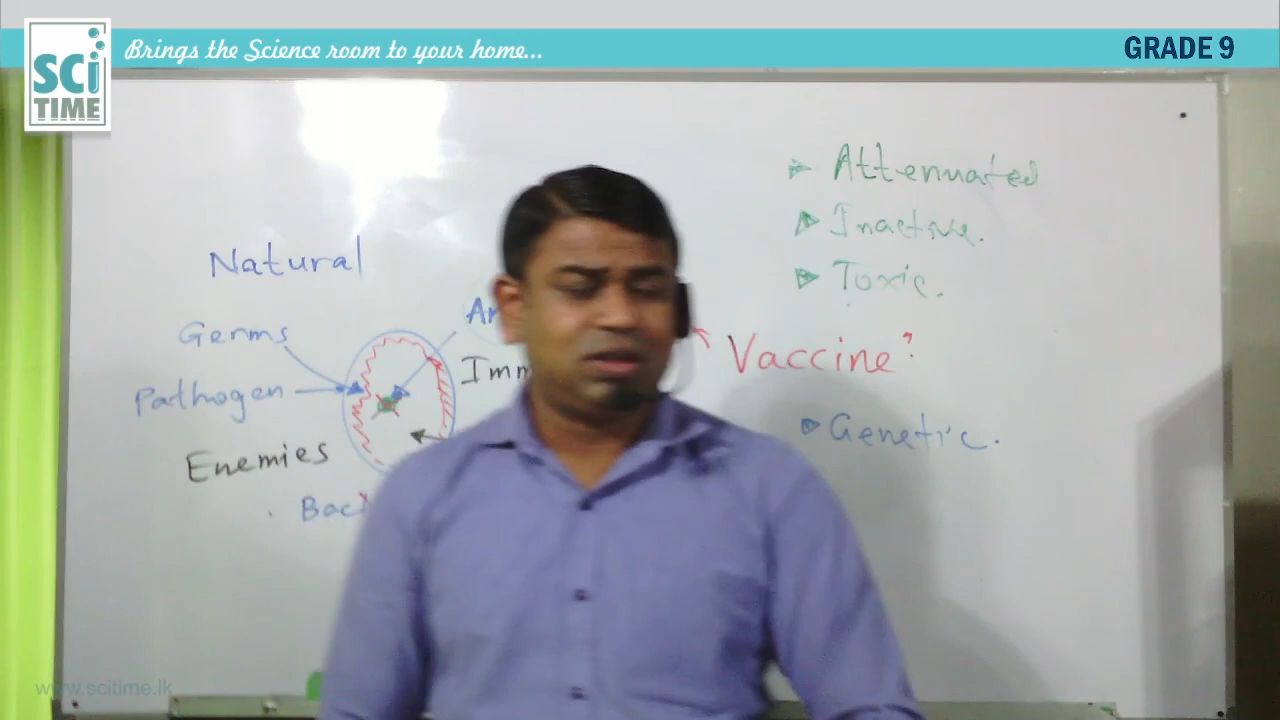 SCi
TIME
Brings the Science room to your home...
GRADE 9
Natural
Germs
Pathogen
Enemies
Attenuated
Inactive.
Toxic.
Vaccine?
Genetic.
www.scitime.lk